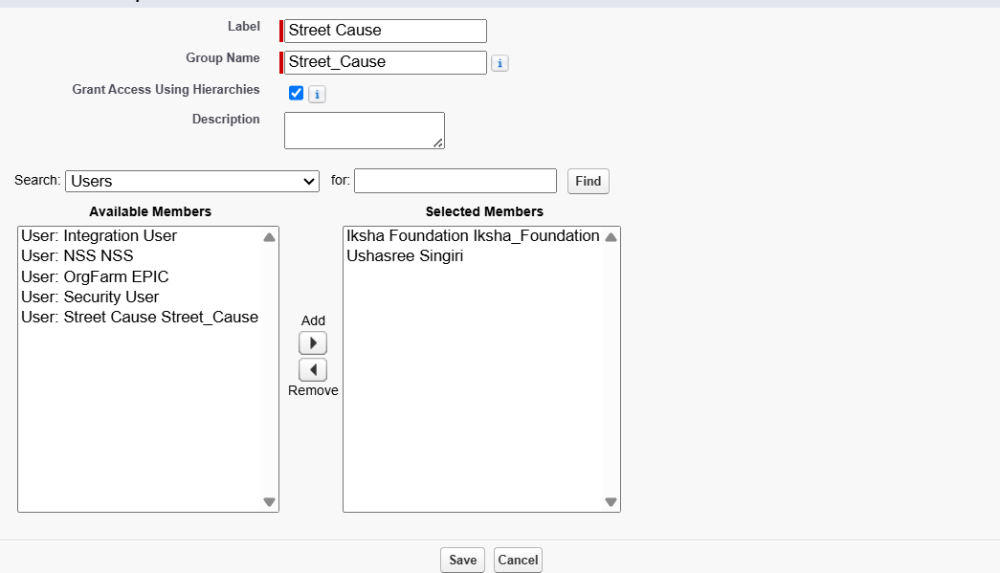 Label Street Cause
Group Name Street_Cause
Grant Access Using Hierarchies
Description
Search: Users for: Find
Available Members Selected Members
User: Integration User
User: NSS NSS
User: OrgFarm EPIC
User: Security User
User: Street Cause Street_Cause
Add
Remove
Iksha Foundation Iksha_Foundation
Ushasree Singiri
Save Cancel